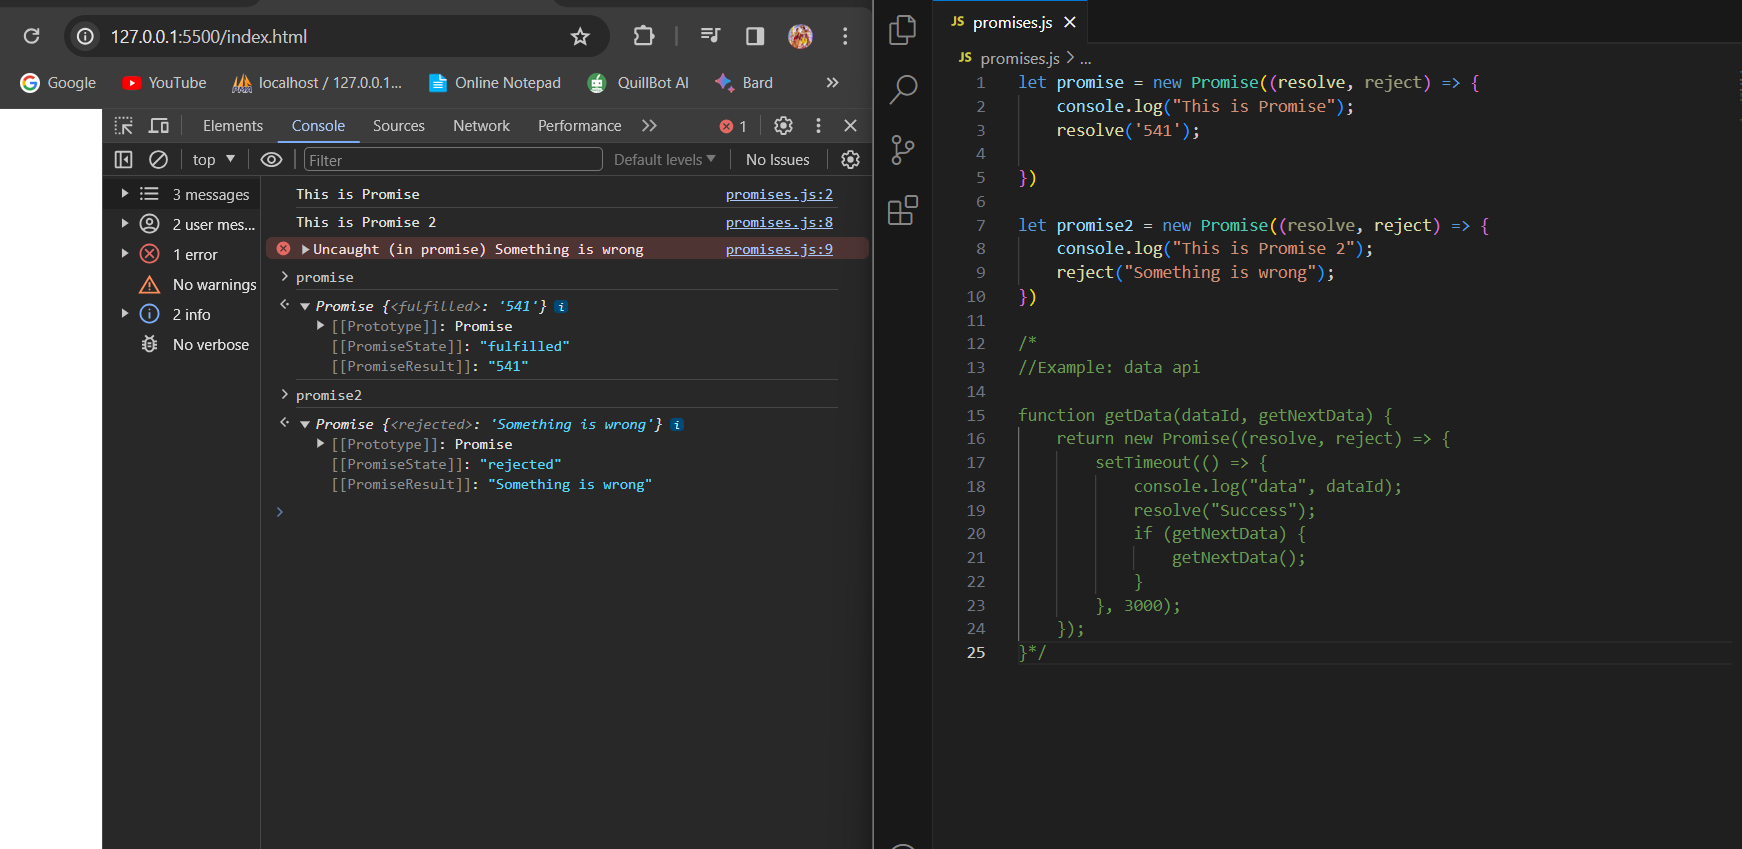 127.0.0.1:5500/index.html
Google YouTube localhost / 127.0.0.1... Online Notepad QuillBot AI Bard
Elements Console Sources Network Performance 1
top Filter Default levels No Issues
3 messages
2 user mes...
1 error
No warnings
2 info
No verbose
This is Promise promises.js:2
This is Promise 2 promises.js:8
Uncaught (in promise) Something is wrong promises.js:9
promise
Promise {<fulfilled>: '541'}
[[Prototype]]: Promise
[[PromiseState]]: "fulfilled"
[[PromiseResult]]: "541"
promise2
Promise {<rejected>: 'Something is wrong'}
[[Prototype]]: Promise
[[PromiseState]]: "rejected"
[[PromiseResult]]: "Something is wrong"
JS promises.js
JS promises.js > ...
1 let promise = new Promise((resolve, reject) => {
2 console.log("This is Promise");
3 resolve('541');
4
5 })
6
7 let promise2 = new Promise((resolve, reject) => {
8 console.log("This is Promise 2");
9 reject("Something is wrong");
10 })
11
12 /*
13 //Example: data api
14
15 function getData(dataId, getNextData) {
16 return new Promise((resolve, reject) => {
17 setTimeout(() => {
18 console.log("data", dataId);
19 resolve("Success");
20 if (getNextData) {
21 getNextData();
22 }
23 }, 3000);
24 });
25 }*/